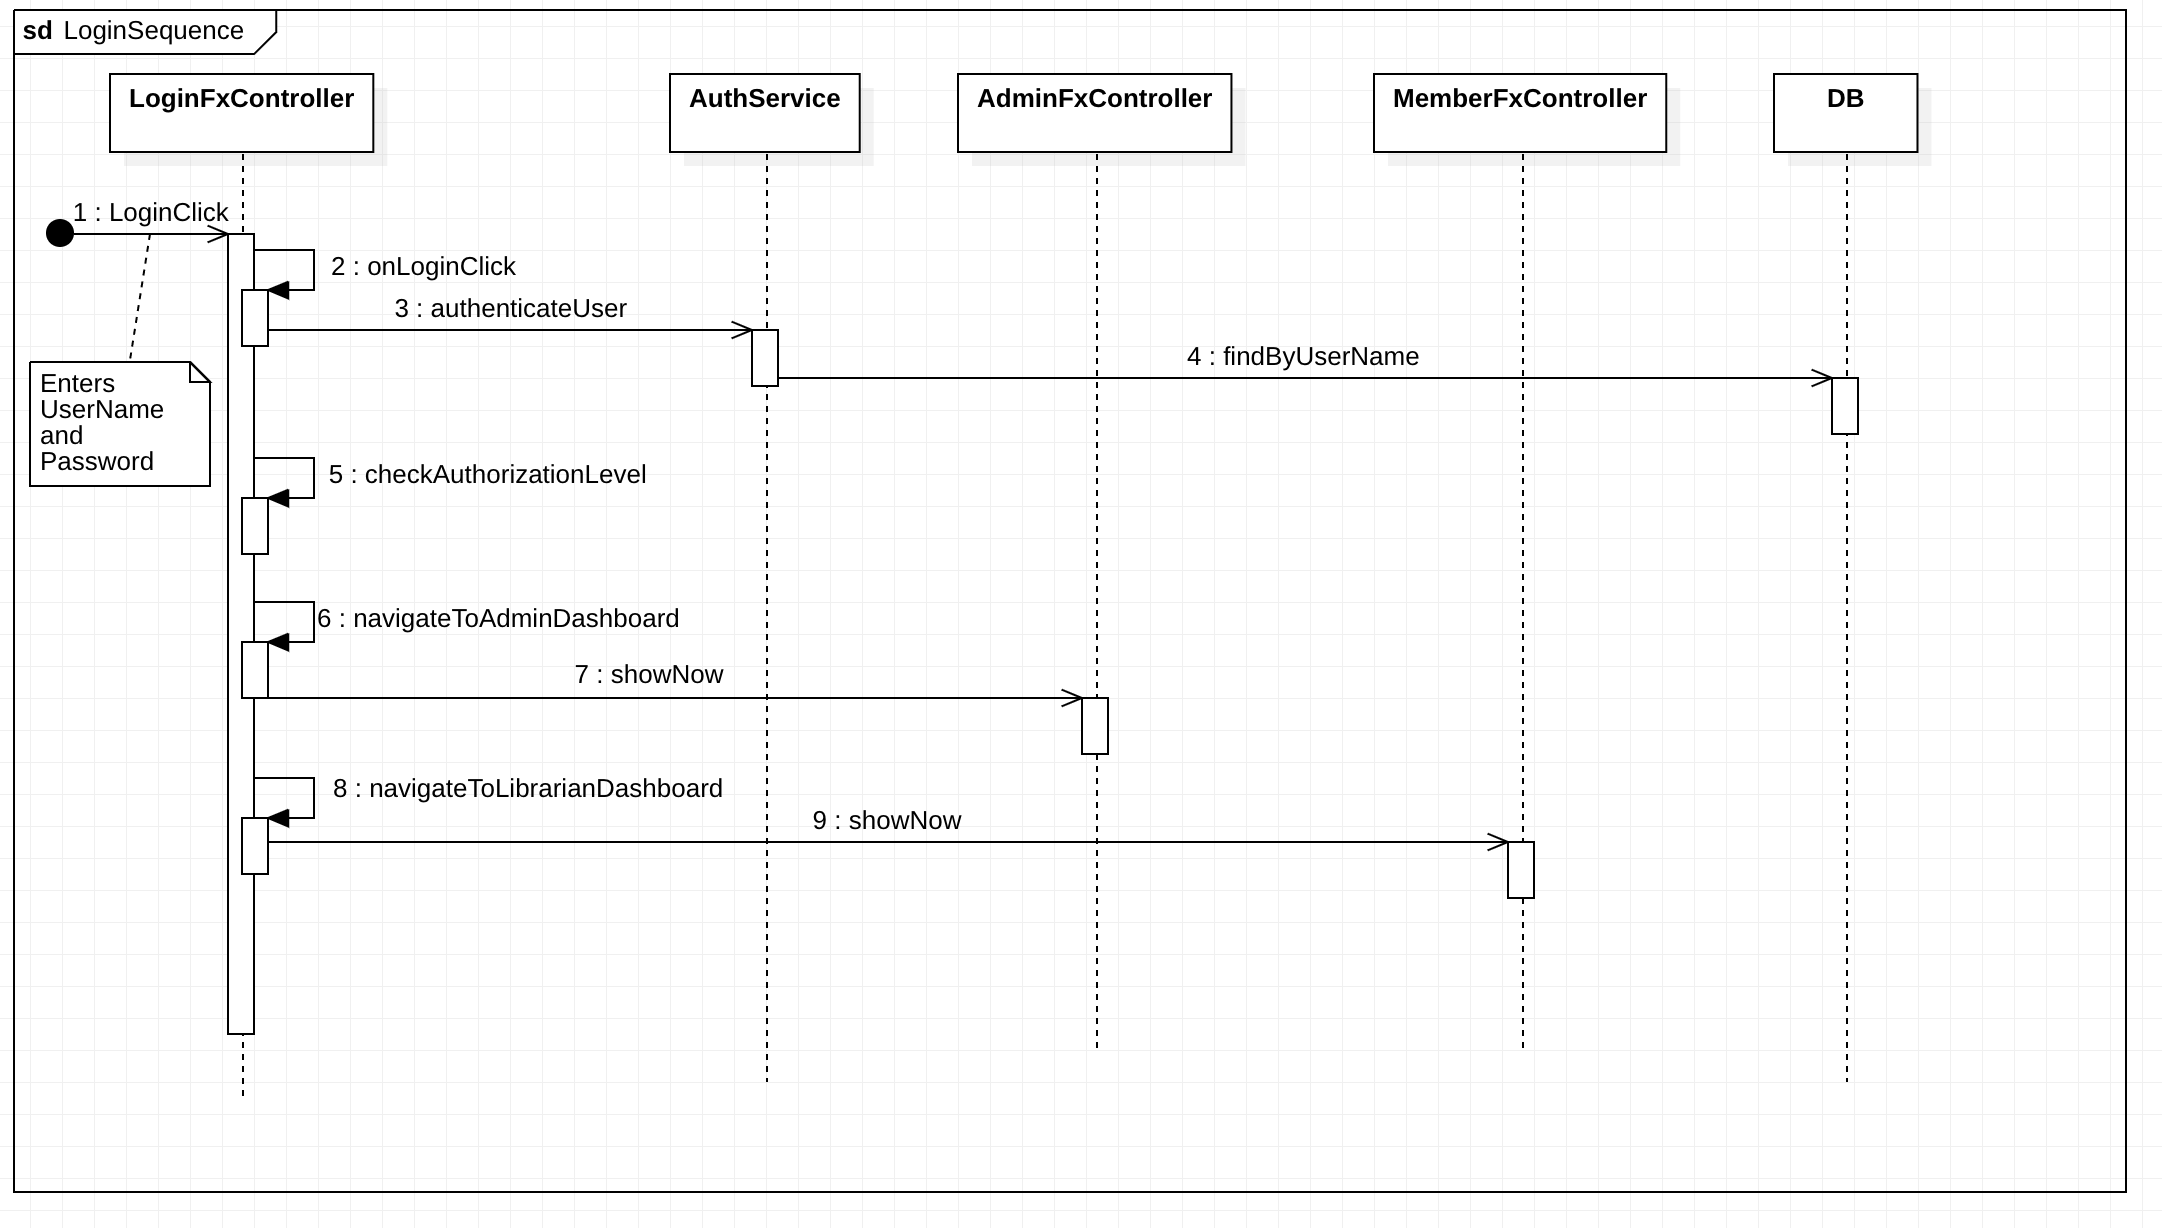 sd LoginSequence
LoginFxController
AuthService
AdminFxController
MemberFxController
DB
1 : LoginClick
2 : onLoginClick
3 : authenticateUser
4 : findByUserName
Enters
UserName
and
Password
5 : checkAuthorizationLevel
6 : navigateToAdminDashboard
7 : showNow
8 : navigateToLibrarianDashboard
9 : showNow